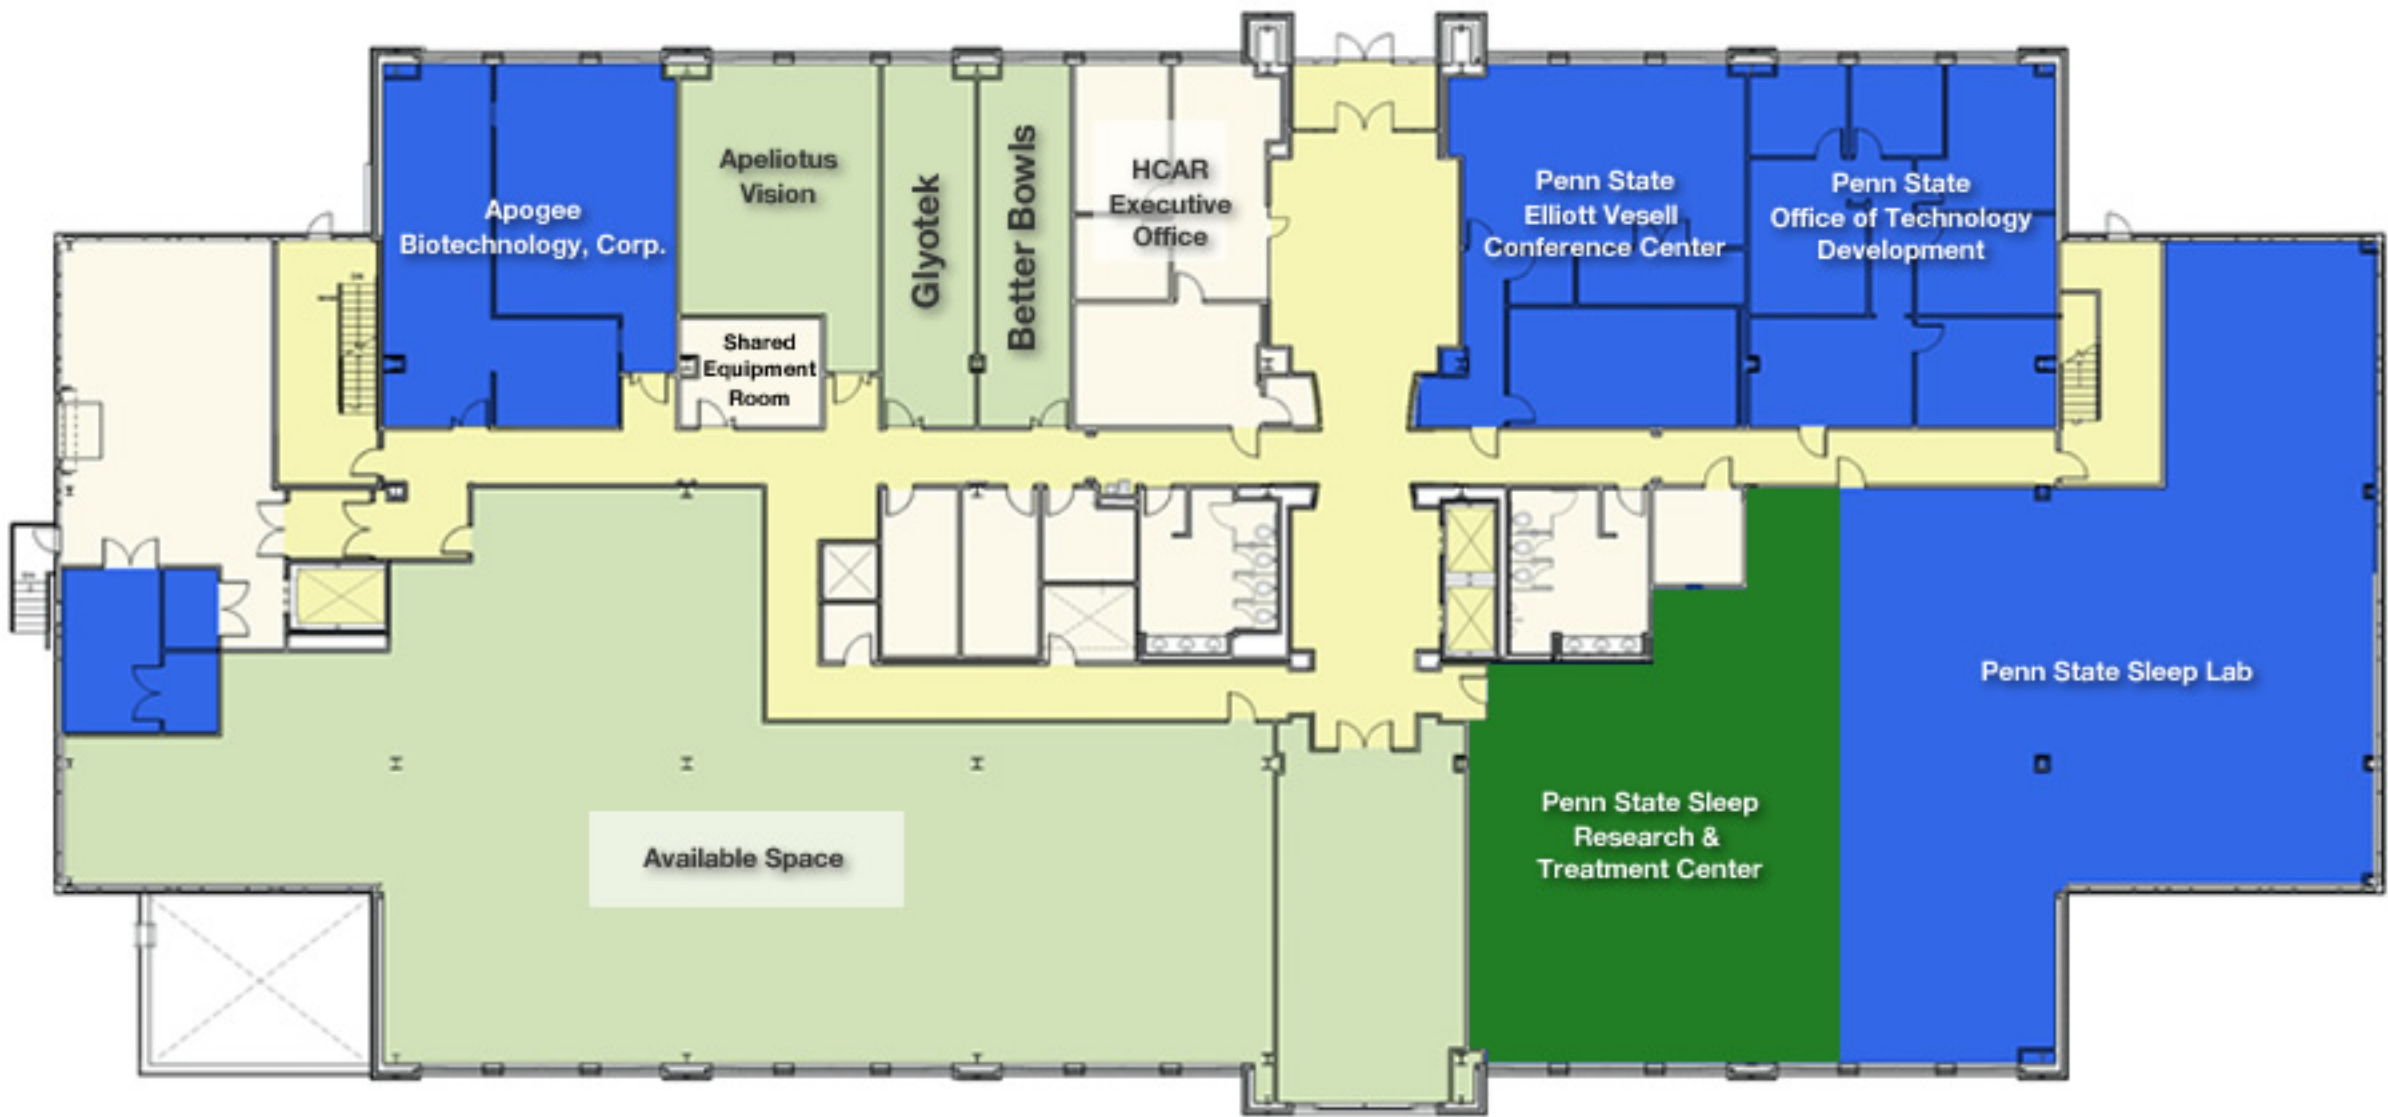 Apogee
Biotechnology, Corp.
Apeliotus
Vision
Glyotek
Better Bowls
HCAR
Executive
Office
Penn State
Elliott Vesell
Conference Center
Penn State
Office of Technology
Development
Shared
Equipment
Room
Penn State Sleep Lab
Penn State Sleep
Research &
Treatment Center
Available Space